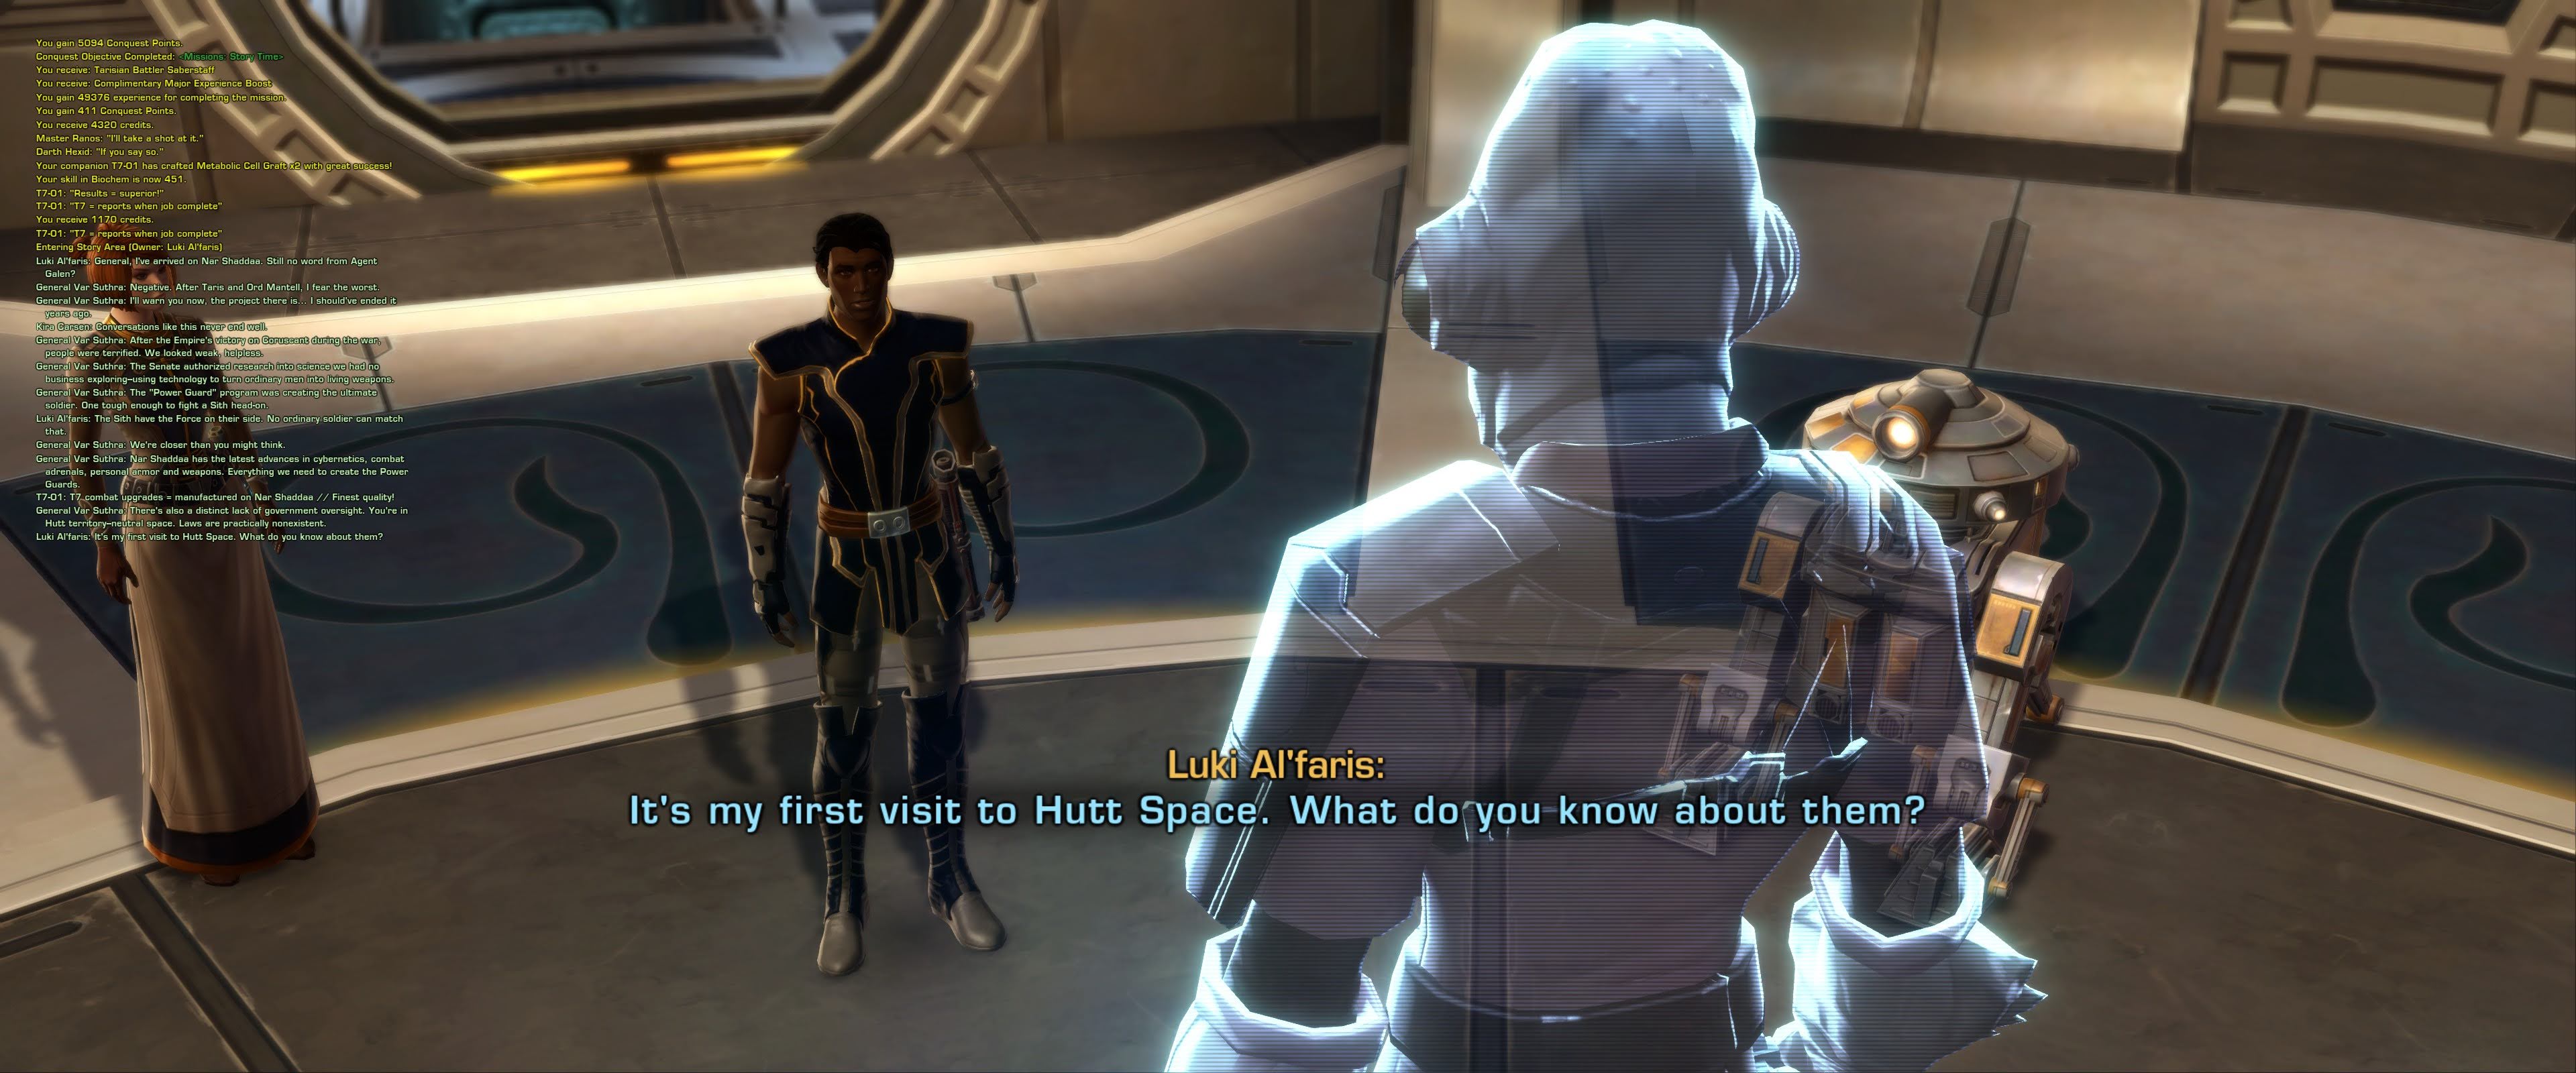 You gain 5094 Conquest Points.
Conquest Objective Completed: <Missions: Story Time>
You receive: Tarisian Battler Saberstaff
You receive: Complimentary Major Experience Boost
You gain 49376 experience for completing the mission.
You gain 411 Conquest Points.
You receive 4320 credits.
Master Ranos: "I'll take a shot at it."
Darth Hexid: "If you say so."
Your companion T7-01 has crafted Metabolic Cell Graft x2 with great success!
Your skill in Biochem is now 451.
T7-01: "Results = superior!"
T7-01: "T7 = reports when job complete"
You receive 1170 credits.
T7-01: "T7 = reports when job complete"
Entering Story Area (Owner: Luki Al'faris)
Luki Al'faris: General, I've arrived on Nar Shaddaa. Still no word from Agent
Galen?
General Var Suthra: Negative. After Taris and Ord Mantell, I fear the worst.
General Var Suthra: I'll warn you now, the project there is... I should've ended it
years ago.
Kira Carsen: Conversations like this never end well.
General Var Suthra: After the Empire's victory on Coruscant during the war,
people were terrified. We looked weak, helpless.
General Var Suthra: The Senate authorized research into science we had no
business exploring–using technology to turn ordinary men into living weapons.
General Var Suthra: The "Power Guard" program was creating the ultimate
soldier. One tough enough to fight a Sith head-on.
Luki Al'faris: The Sith have the Force on their side. No ordinary soldier can match
that.
General Var Suthra: We're closer than you might think.
General Var Suthra: Nar Shaddaa has the latest advances in cybernetics, combat
adrenals, personal armor and weapons. Everything we need to create the Power
Guards.
T7-01: T7 combat upgrades = manufactured on Nar Shaddaa // Finest quality!
General Var Suthra: There's also a distinct lack of government oversight. You're in
Hutt territory–neutral space. Laws are practically nonexistent.
Luki Al'faris: It's my first visit to Hutt Space. What do you know about them?
Luki Al'faris:
It's my first visit to Hutt Space. What do you know about them?